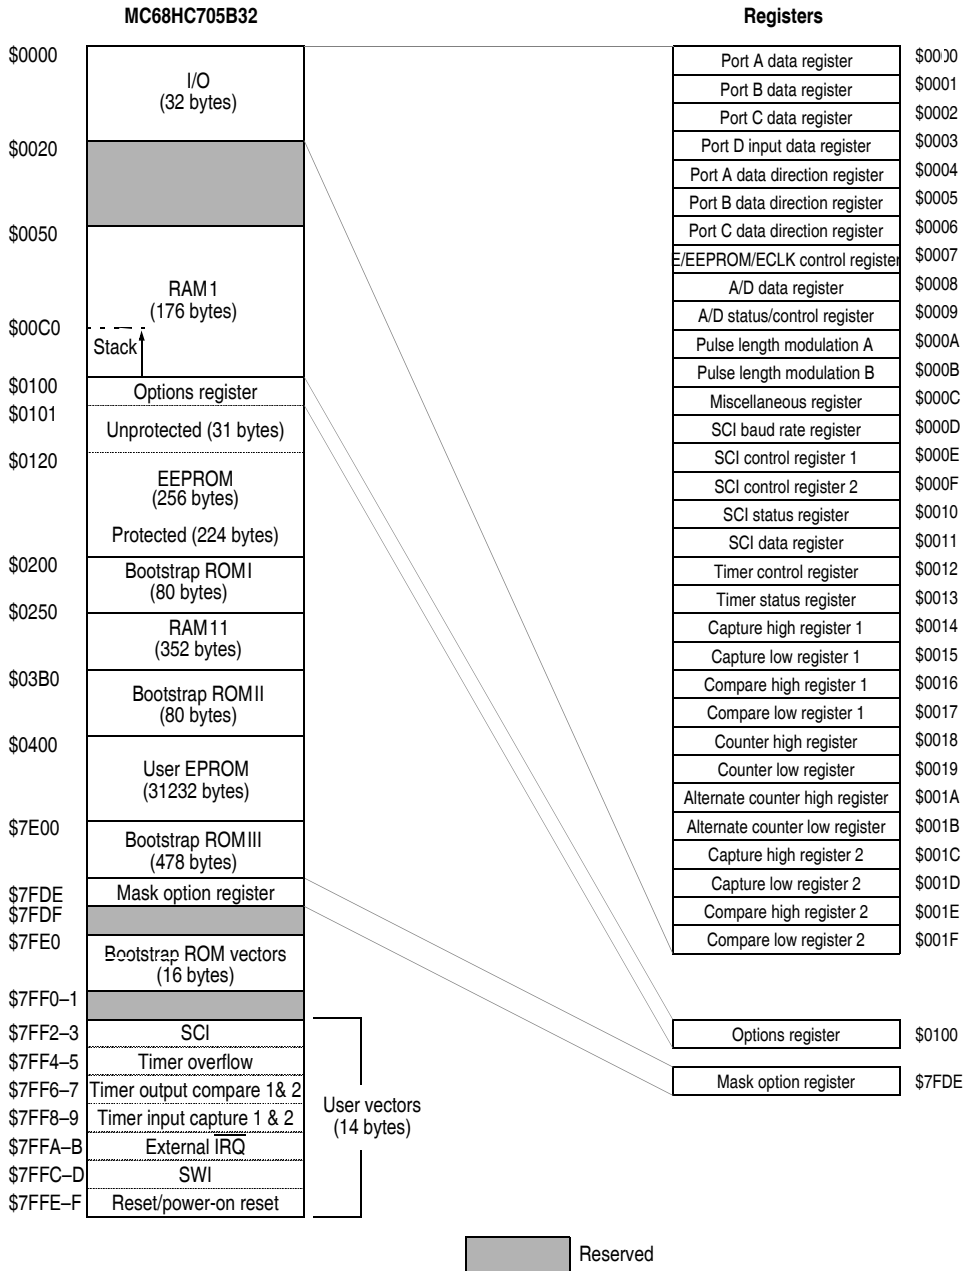 MC68HC705B32
$0000
I/O
(32 bytes)
$0020
$0050
RAM1
(176 bytes)
$00C0
Stack
$0100
Options register
$0101
Unprotected (31 bytes)
$0120
EEPROM
(256 bytes)
Protected (224 bytes)
$0200
Bootstrap ROMI
(80 bytes)
$0250
RAM11
(352 bytes)
$03B0
Bootstrap ROMII
(80 bytes)
$0400
User EPROM
(31232 bytes)
$7E00
Bootstrap ROMIII
(478 bytes)
$7FDE
Mask option register
$7FDF
$7FE0
Bootstrap ROM vectors
(16 bytes)
$7FF0–1
$7FF2–3
SCI
$7FF4–5
Timer overflow
$7FF6–7
Timer output compare 1& 2
$7FF8–9
Timer input capture 1 & 2
$7FFA–B
External IRQ
$7FFC–D
SWI
$7FFE–F
Reset/power-on reset
User vectors
(14 bytes)
Registers
Port A data register $0000
Port B data register $0001
Port C data register $0002
Port D input data register $0003
Port A data direction register $0004
Port B data direction register $0005
Port C data direction register $0006
E/EEPROM/ECLK control register $0007
A/D data register $0008
A/D status/control register $0009
Pulse length modulation A $000A
Pulse length modulation B $000B
Miscellaneous register $000C
SCI baud rate register $000D
SCI control register 1 $000E
SCI control register 2 $000F
SCI status register $0010
SCI data register $0011
Timer control register $0012
Timer status register $0013
Capture high register 1 $0014
Capture low register 1 $0015
Compare high register 1 $0016
Compare low register 1 $0017
Counter high register $0018
Counter low register $0019
Alternate counter high register $001A
Alternate counter low register $001B
Capture high register 2 $001C
Capture low register 2 $001D
Compare high register 2 $001E
Compare low register 2 $001F
Options register $0100
Mask option register $7FDE
Reserved